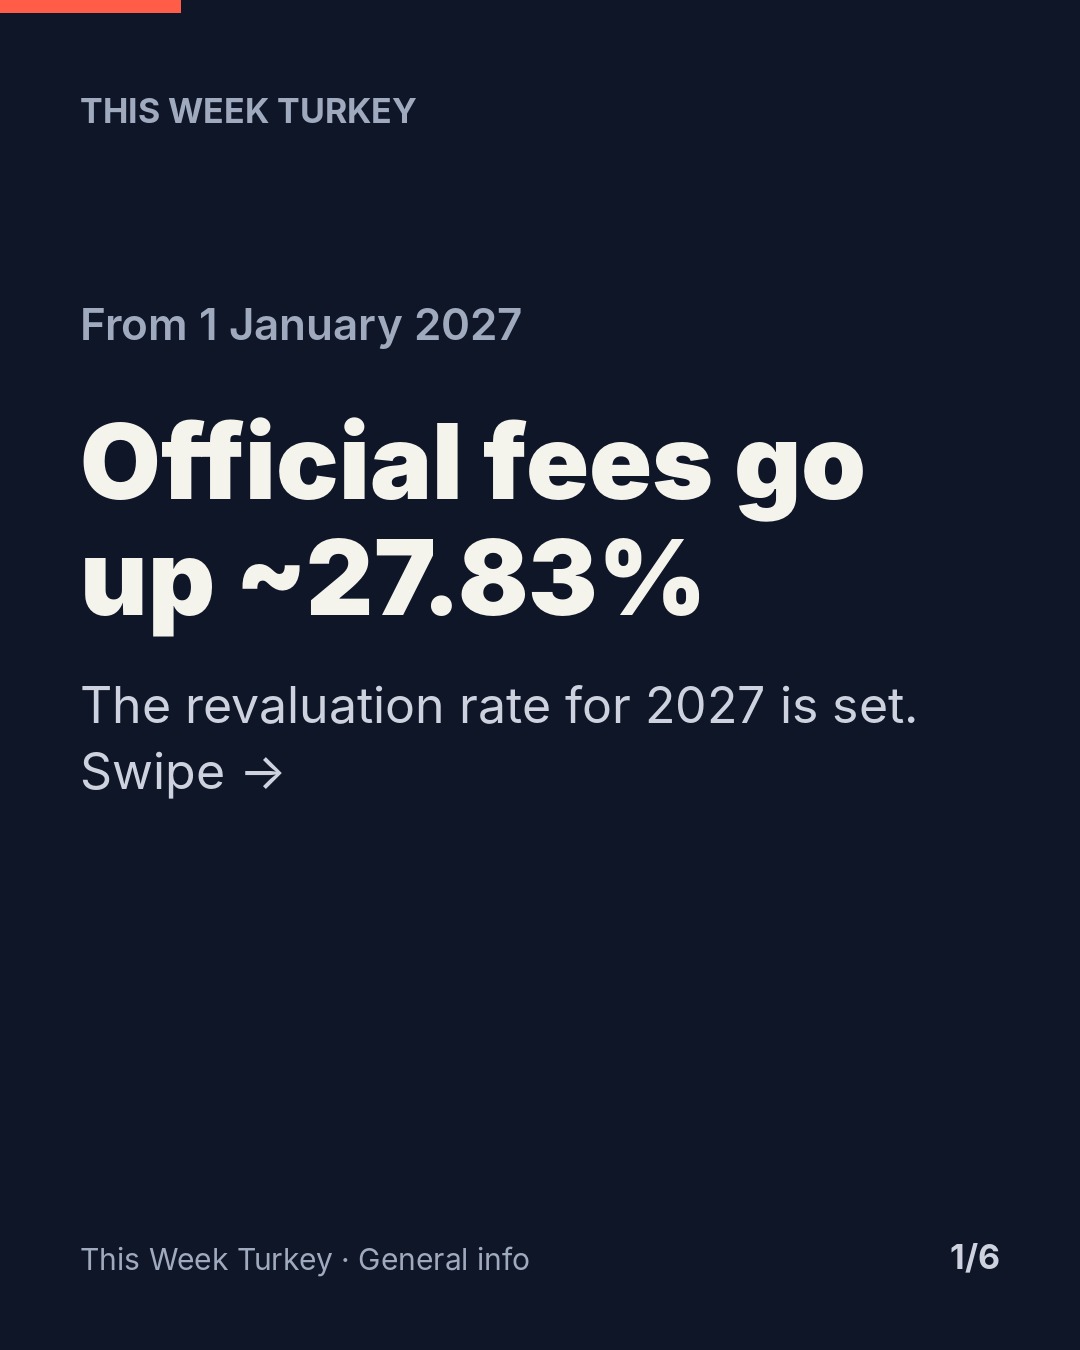 THIS WEEK TURKEY
From 1 January 2027
Official fees go
up ~27.83%
The revaluation rate for 2027 is set.
Swipe →
This Week Turkey · General info
1/6